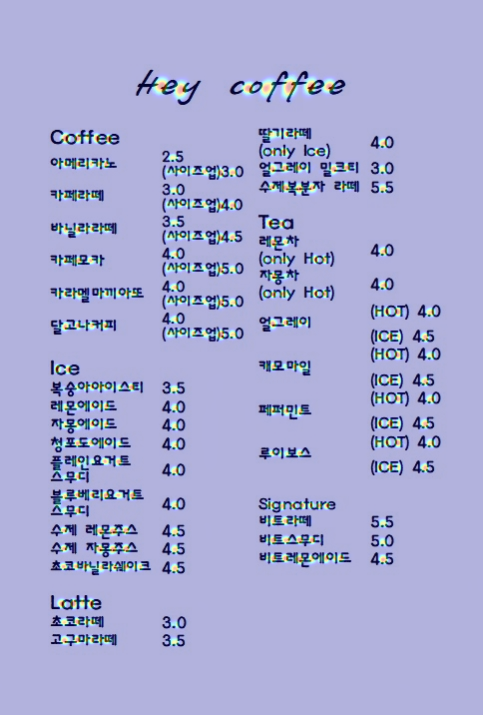 Hey coffee
Coffee
아메리카노 2.5
(사이즈업)3.0
카페라떼 3.0
(사이즈업)4.0
바닐라라떼 3.5
(사이즈업)4.5
카페모카 4.0
(사이즈업)5.0
카라멜마끼아또 4.0
(사이즈업)5.0
달고나커피 4.0
(사이즈업)5.0
Ice
복숭아아이스티 3.5
레몬에이드 4.0
자몽에이드 4.0
청포도에이드 4.0
플레인요거트
스무디 4.0
블루베리요거트
스무디 4.0
수제 레몬주스 4.5
수제 자몽주스 4.5
초코바닐라쉐이크 4.5
Latte
초코라떼 3.0
고구마라떼 3.5
딸기라떼
(only Ice) 4.0
얼그레이 밀크티 3.0
수제복분자 라떼 5.5
Tea
레몬차
(only Hot) 4.0
자몽차
(only Hot) 4.0
얼그레이 (HOT) 4.0
(ICE) 4.5
캐모마일 (HOT) 4.0
(ICE) 4.5
페퍼민트 (HOT) 4.0
(ICE) 4.5
루이보스 (HOT) 4.0
(ICE) 4.5
Signature
비트라떼 5.5
비트스무디 5.0
비트레몬에이드 4.5